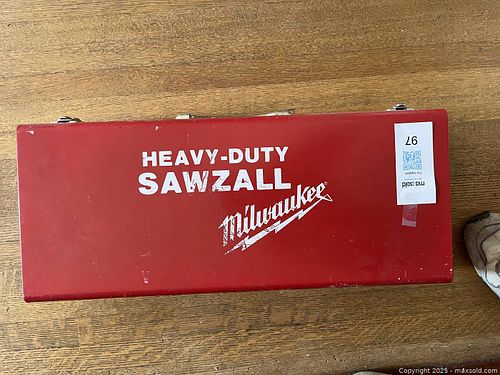 HEAVY-DUTY
SAWZALL
Milwaukee
97
maxsold
Copyright 2025 - maxsold.com